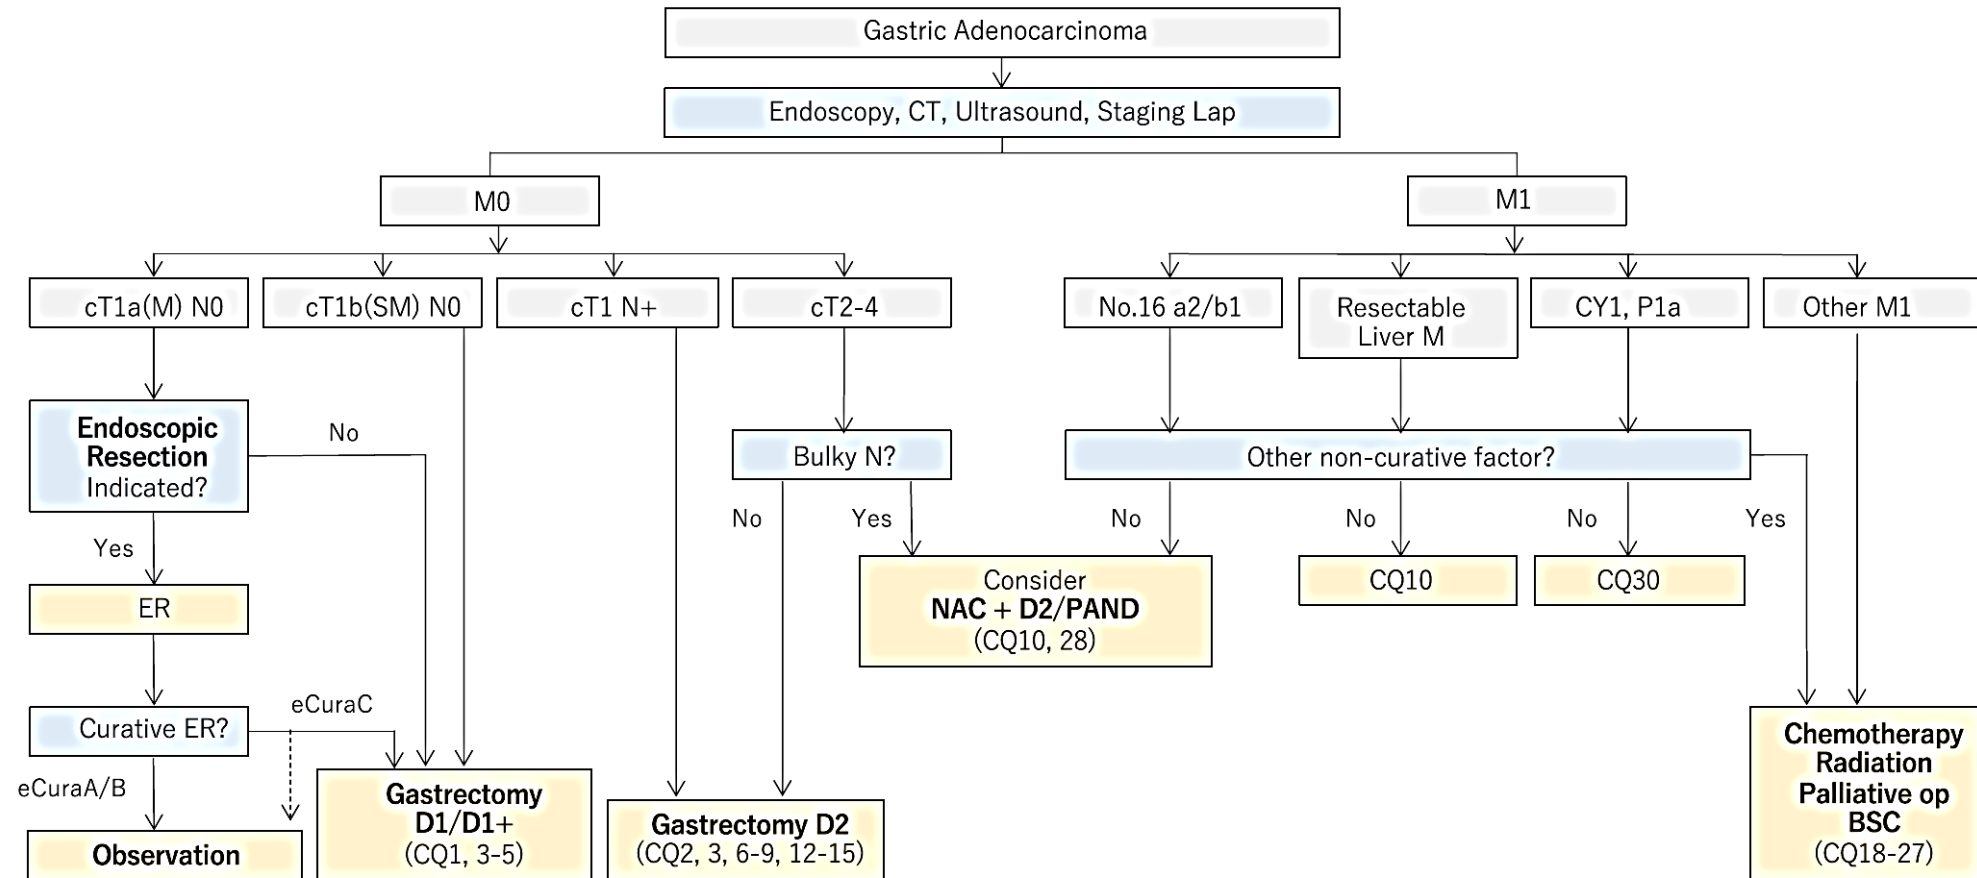 Gastric Adenocarcinoma
Endoscopy, CT, Ultrasound, Staging Lap
M0
M1
cT1a(M) N0
cT1b(SM) N0
cT1 N+
cT2-4
No.16 a2/b1
Resectable
Liver M
CY1, P1a
Other M1
Endoscopic
Resection
Indicated?
No
Bulky N?
Other non-curative factor?
Yes
No
Yes
No
No
No
Yes
ER
Consider
NAC + D2/PAND
(CQ10, 28)
CQ10
CQ30
Curative ER?
eCuraC
eCuraA/B
Observation
Gastrectomy
D1/D1+
(CQ1, 3-5)
Gastrectomy D2
(CQ2, 3, 6-9, 12-15)
Chemotherapy
Radiation
Palliative op
BSC
(CQ18-27)